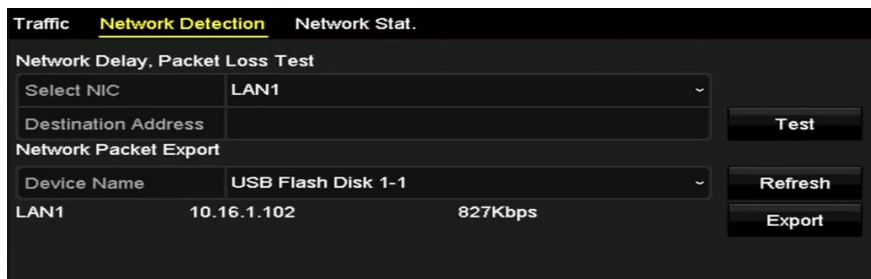 Traffic Network Detection Network Stat.
Network Delay, Packet Loss Test
Select NIC LAN1
Destination Address Test
Network Packet Export
Device Name USB Flash Disk 1-1 Refresh
LAN1 10.16.1.102 827Kbps Export